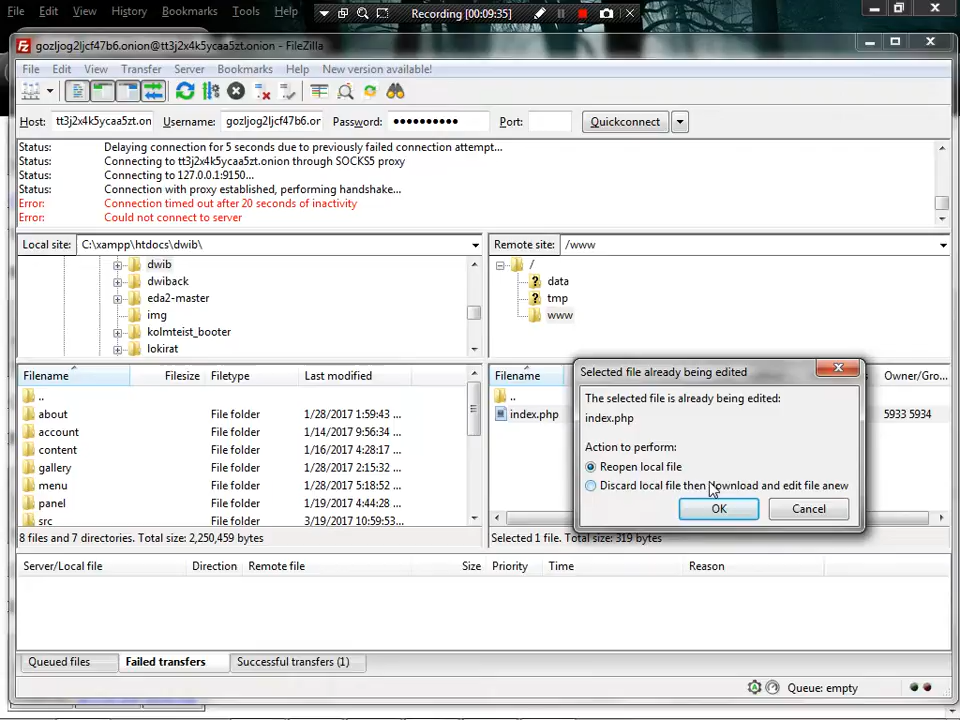 File Edit View History Bookmarks Tools Help
Recording [00:09:35]
gozljog2ljcf47b6.onion@tt3j2x4k5ycaa5zt.onion - FileZilla
File Edit View Transfer Server Bookmarks Help New version available!
Host: tt3j2x4k5ycaa5zt.on Username: gozljog2ljcf47b6.or Password: ●●●●●●●●●● Port: Quickconnect
Status: Delaying connection for 5 seconds due to previously failed connection attempt...
Status: Connecting to tt3j2x4k5ycaa5zt.onion through SOCKS5 proxy
Status: Connecting to 127.0.0.1:9150...
Status: Connection with proxy established, performing handshake...
Error: Connection timed out after 20 seconds of inactivity
Error: Could not connect to server
Local site: C:\xampp\htdocs\dwib\
Remote site: /www
dwib
dwiback
eda2-master
img
kolmteist_booter
lokirat
/
data
tmp
www
Filename Filesize Filetype Last modified
..
about File folder 1/28/2017 1:59:43
account File folder 1/14/2017 9:56:34
content File folder 1/16/2017 4:28:17
gallery File folder 1/28/2017 2:15:32
menu File folder 1/28/2017 5:18:52
panel File folder 1/19/2017 4:44:28
src File folder 3/19/2017 10:59:53
8 files and 7 directories. Total size: 2,250,459 bytes
Filename Owner/Gro...
..
index.php 5933 5934
Selected 1 file. Total size: 319 bytes
Selected file already being edited
The selected file is already being edited:
index.php
Action to perform:
Reopen local file
Discard local file then download and edit file anew
OK Cancel
Server/Local file Direction Remote file Size Priority Time Reason
Queued files Failed transfers Successful transfers (1)
Queue: empty